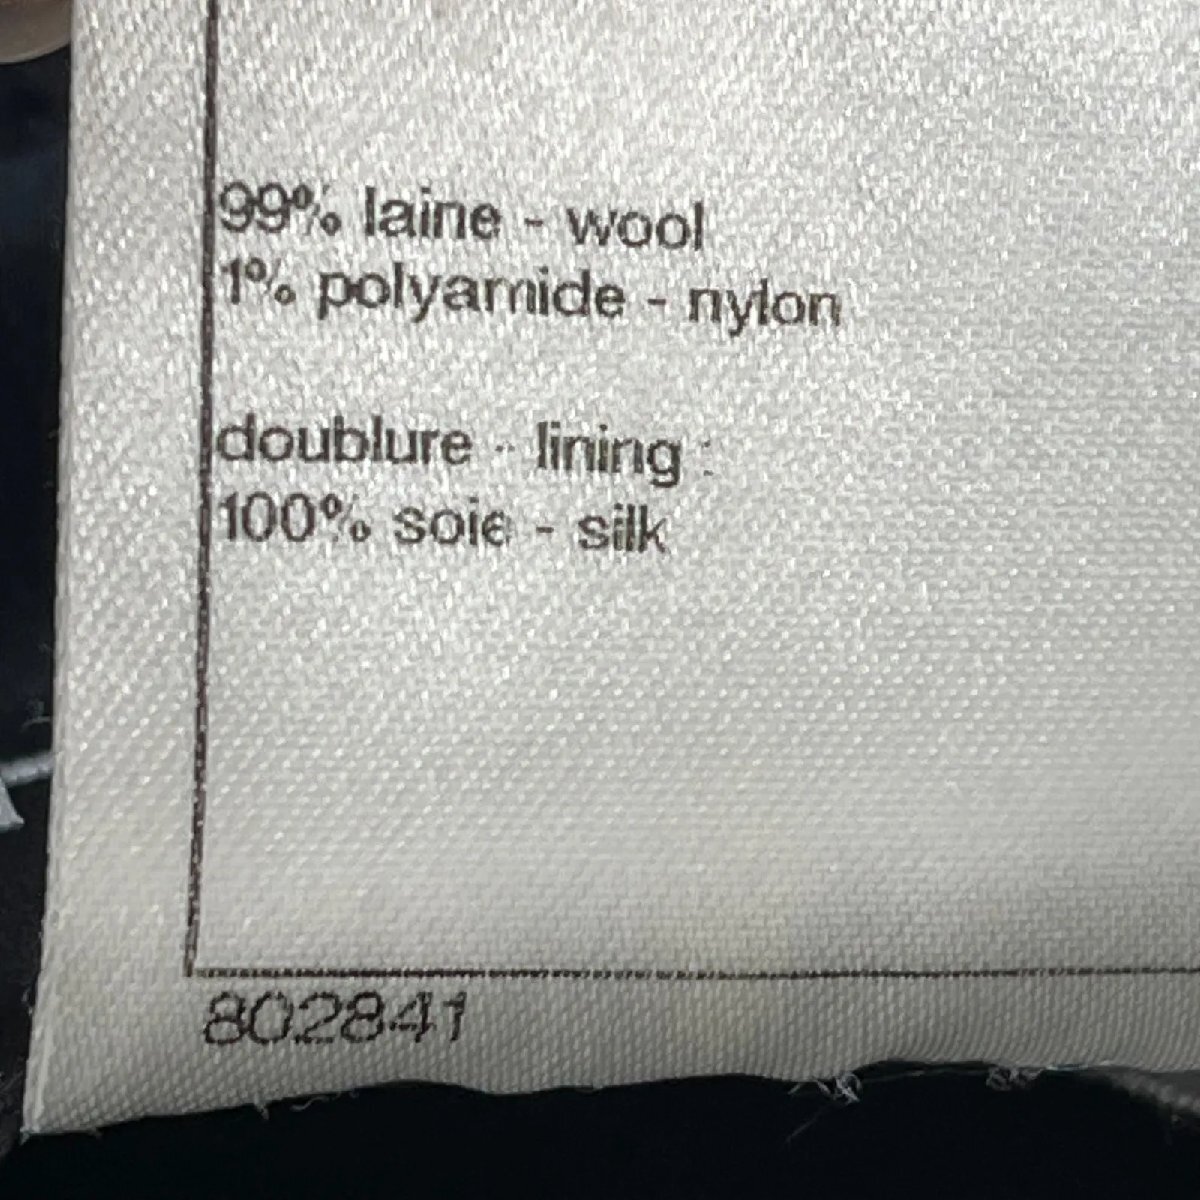 99% laine - wool
1% polyamide - nylon
doublure - lining :
100% soie - silk
802841